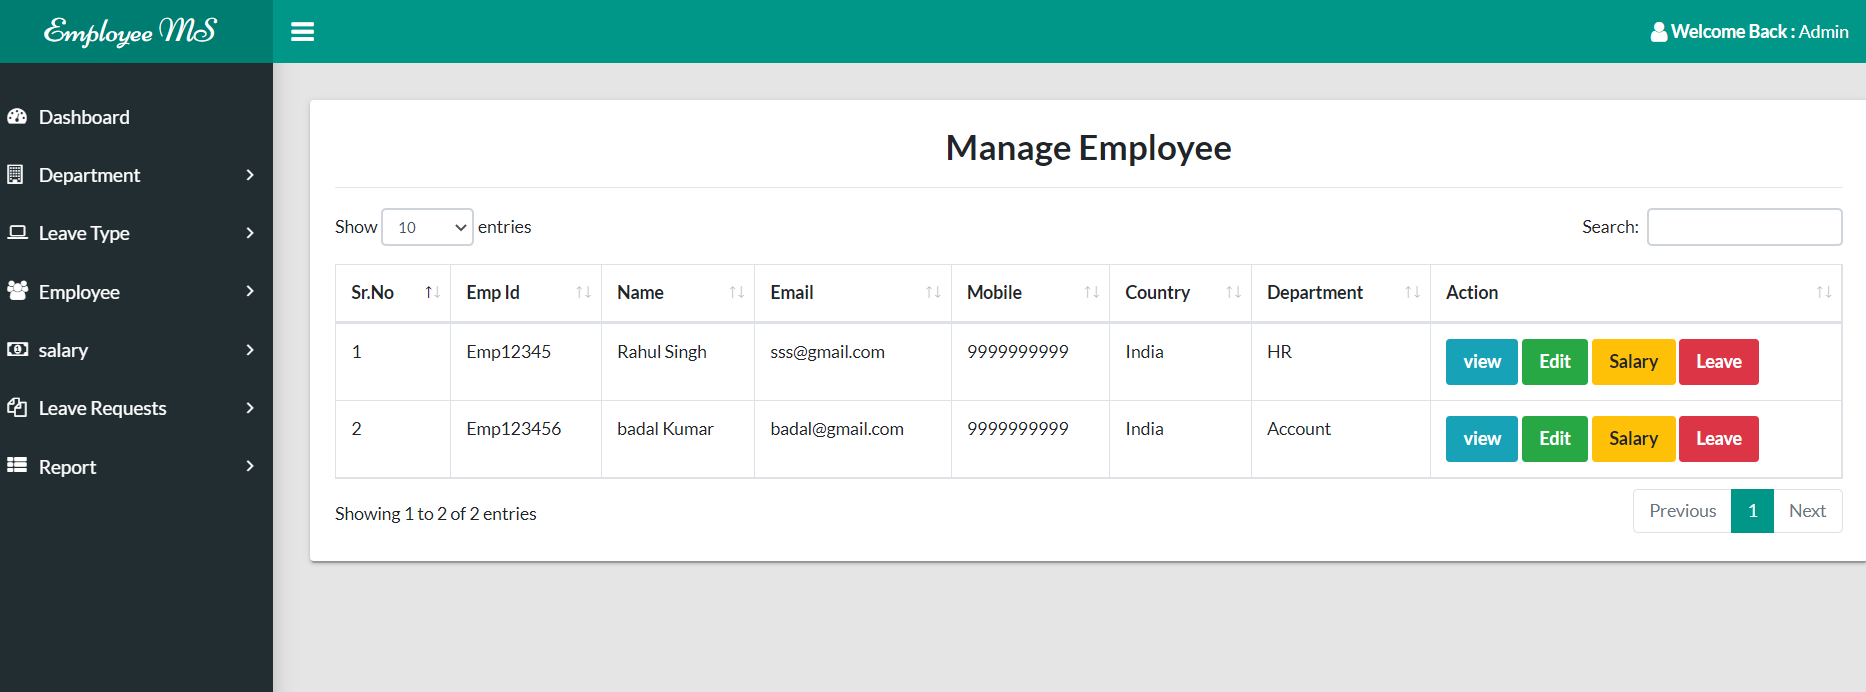 Employee MS
Welcome Back : Admin
Dashboard
Department
Leave Type
Employee
salary
Leave Requests
Report
Manage Employee
Show 10 entries
Search:
Sr.No Emp Id Name Email Mobile Country Department Action
1 Emp12345 Rahul Singh sss@gmail.com 9999999999 India HR view Edit Salary Leave
2 Emp123456 badal Kumar badal@gmail.com 9999999999 India Account view Edit Salary Leave
Showing 1 to 2 of 2 entries
Previous 1 Next